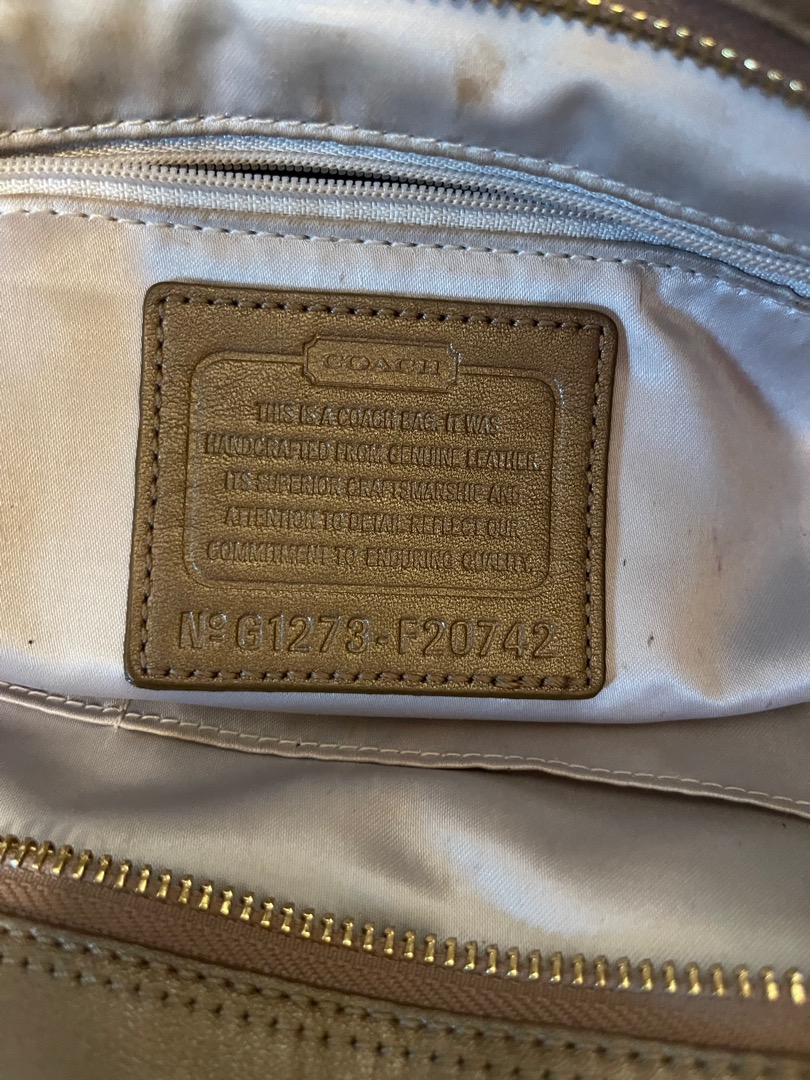 COACH
THIS IS A COACH BAG. IT WAS
HANDCRAFTED FROM GENUINE LEATHER.
ITS SUPERIOR CRAFTSMANSHIP AND
ATTENTION TO DETAIL REFLECT OUR
COMMITMENT TO ENDURING QUALITY.
Nº G1273-F20742